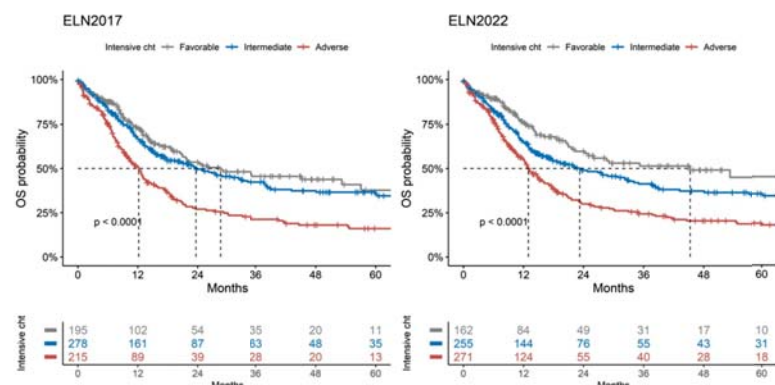 ELN2017
Intensive cht Favorable Intermediate Adverse
100%
75%
50%
25%
0%
OS probability
p < 0.0001
0 12 24 36 48 60
Months
Intensive cht
195 102 54 35 20 11
278 161 87 63 48 35
215 89 39 28 20 13
0 12 24 36 48 60
Months
ELN2022
Intensive cht Favorable Intermediate Adverse
100%
75%
50%
25%
0%
OS probability
p < 0.0001
0 12 24 36 48 60
Months
Intensive cht
162 84 49 31 17 10
255 144 76 55 43 31
271 124 55 40 28 18
0 12 24 36 48 60
Months